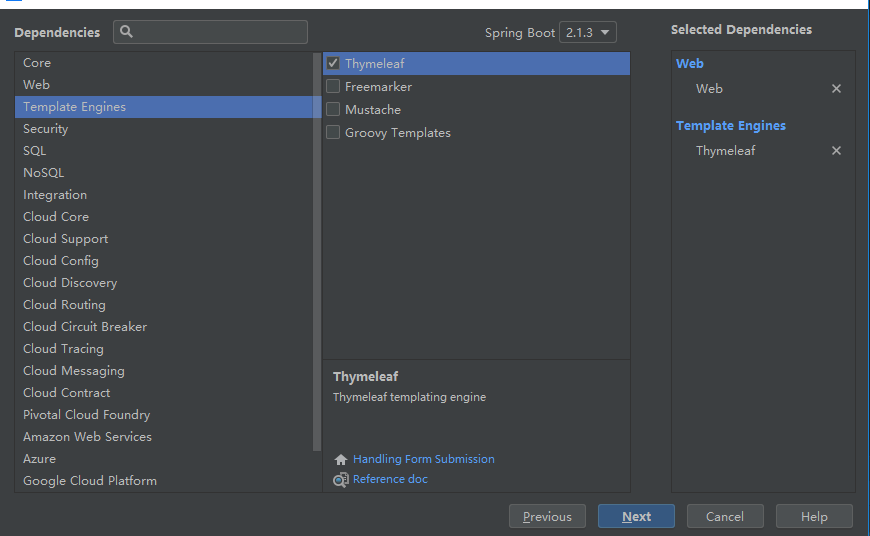 Dependencies
Spring Boot 2.1.3
Selected Dependencies
Core
Web
Template Engines
Security
SQL
NoSQL
Integration
Cloud Core
Cloud Support
Cloud Config
Cloud Discovery
Cloud Routing
Cloud Circuit Breaker
Cloud Tracing
Cloud Messaging
Cloud Contract
Pivotal Cloud Foundry
Amazon Web Services
Azure
Google Cloud Platform
Thymeleaf
Freemarker
Mustache
Groovy Templates
Thymeleaf
Thymeleaf templating engine
Handling Form Submission
Reference doc
Web
Web
Template Engines
Thymeleaf
Previous
Next
Cancel
Help